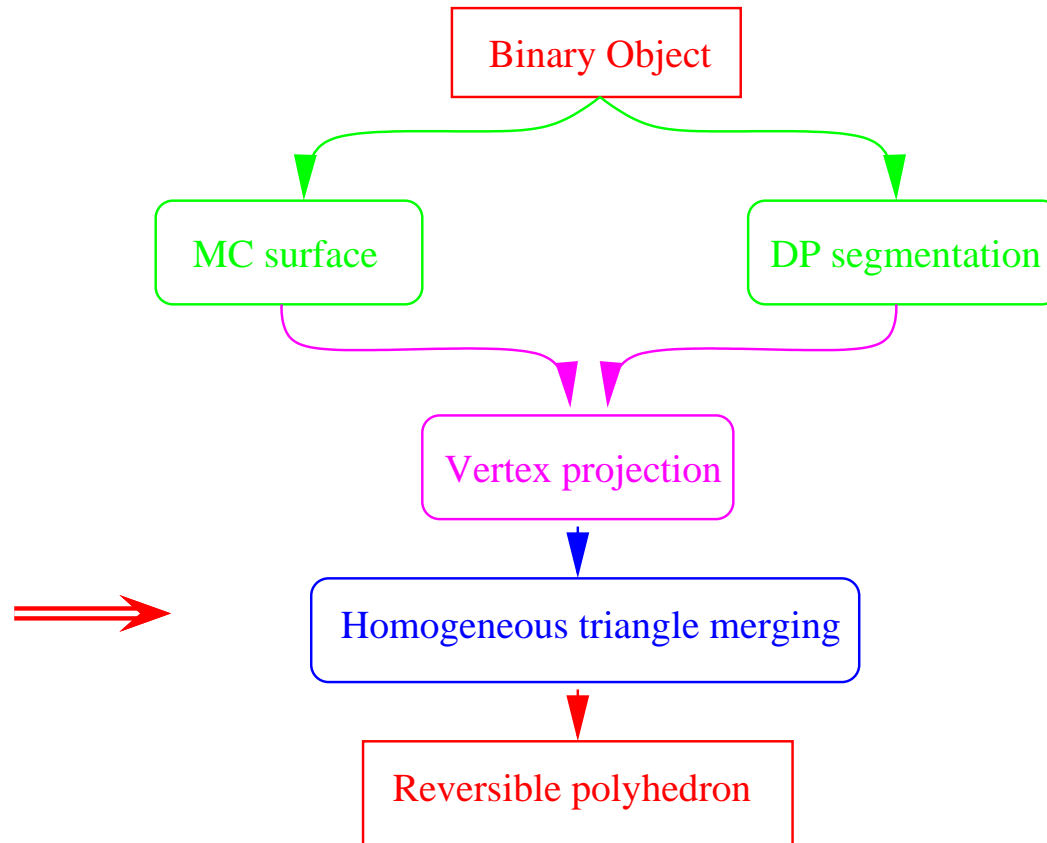 Binary Object
MC surface
DP segmentation
Vertex projection
Homogeneous triangle merging
Reversible polyhedron